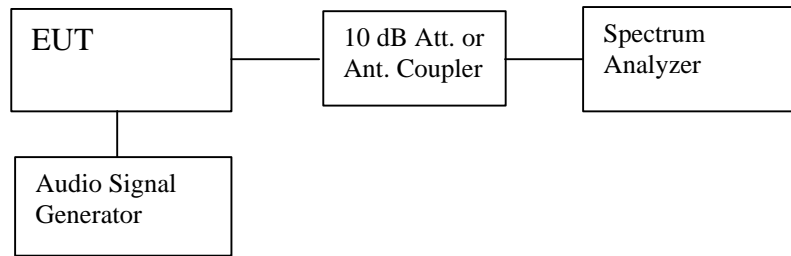 EUT
10 dB Att. or
Ant. Coupler
Spectrum
Analyzer
Audio Signal
Generator